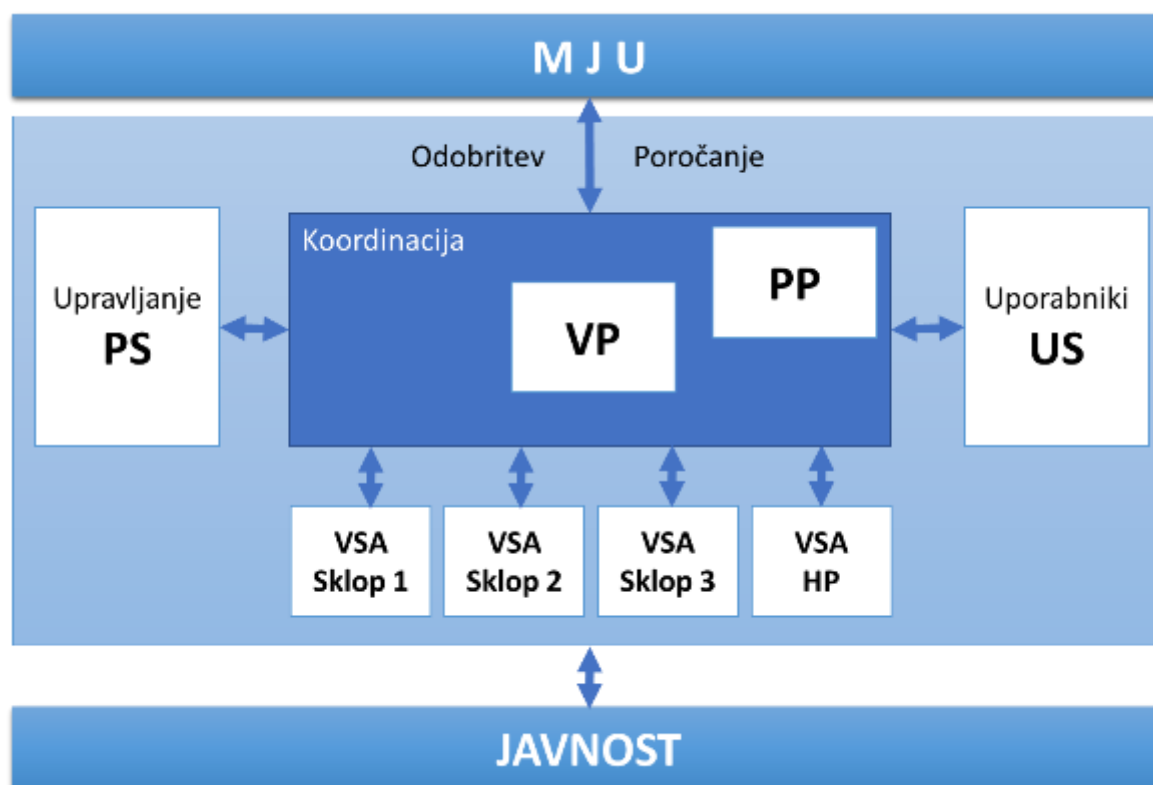 M J U
Odobritev Poročanje
Koordinacija
PP
Upravljanje
PS
VP
Uporabniki
US
VSA
Sklop 1
VSA
Sklop 2
VSA
Sklop 3
VSA
HP
JAVNOST